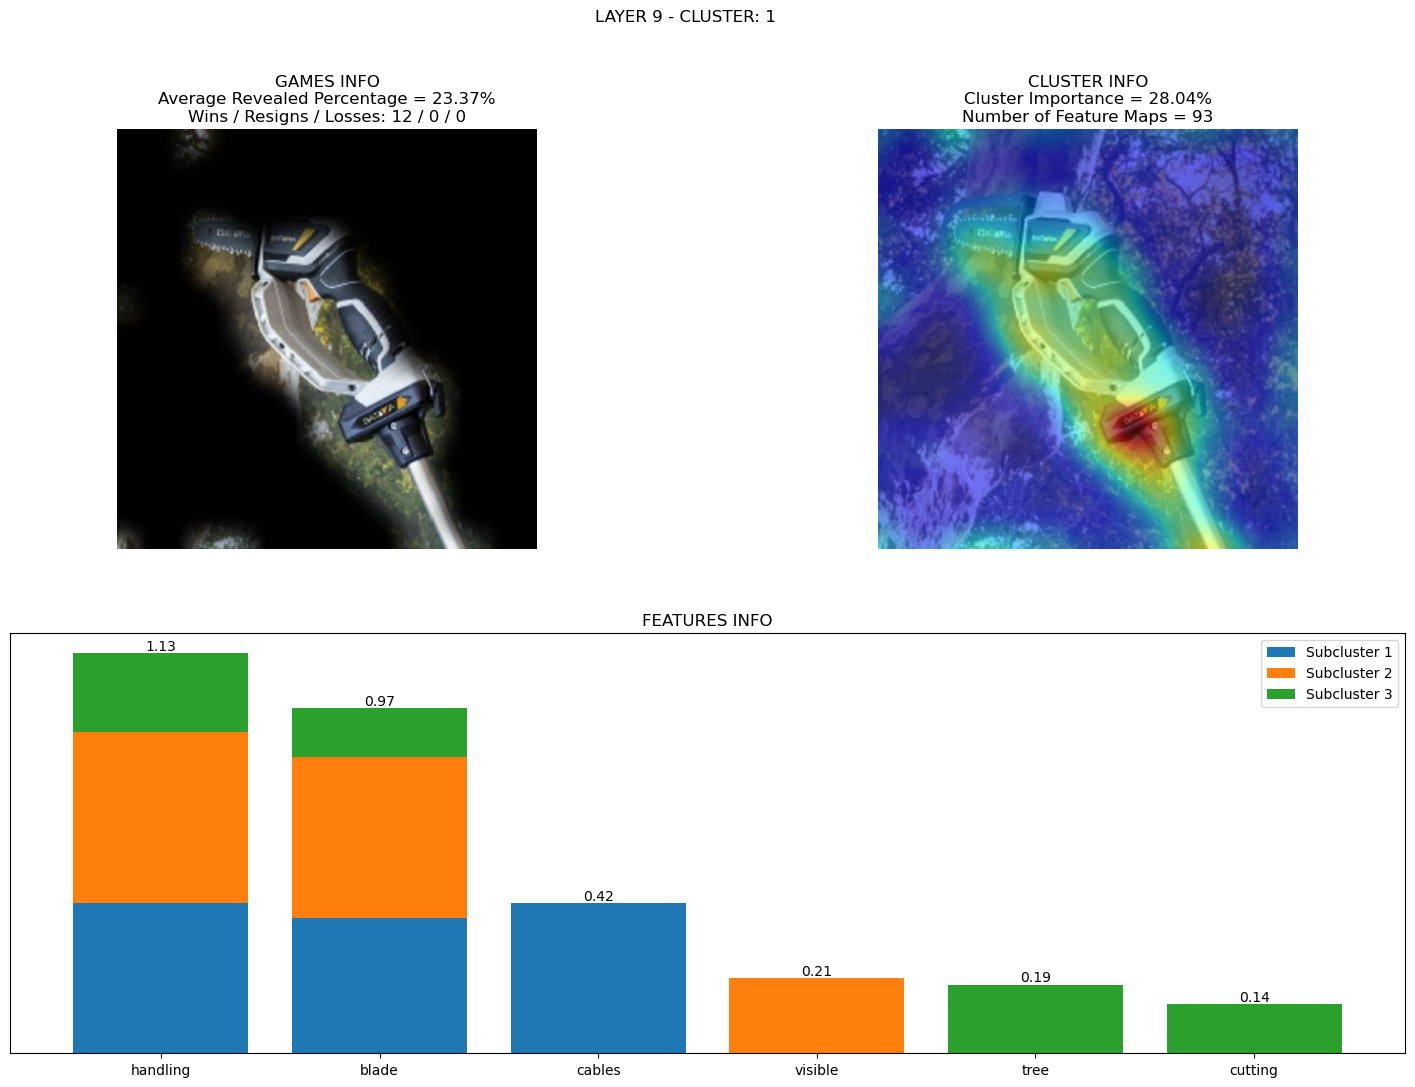 LAYER 9 - CLUSTER: 1
GAMES INFO
Average Revealed Percentage = 23.37%
Wins / Resigns / Losses: 12 / 0 / 0
CLUSTER INFO
Cluster Importance = 28.04%
Number of Feature Maps = 93
FEATURES INFO
1.13
0.97
0.42
0.21
0.19
0.14
Subcluster 1
Subcluster 2
Subcluster 3
handling
blade
cables
visible
tree
cutting